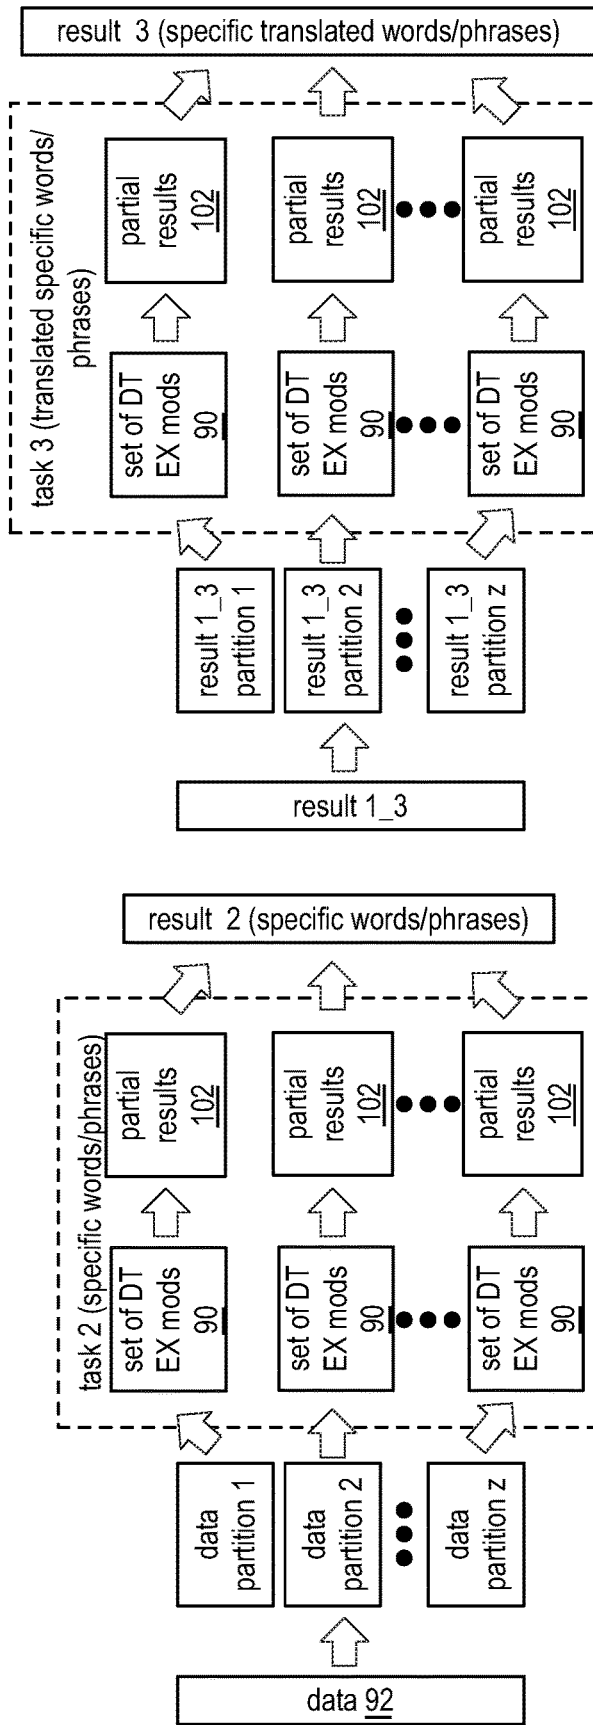 data 92
data
partition 1
data
partition 2
data
partition z
task 2 (specific words/phrases)
set of DT
EX mods
90
set of DT
EX mods
90
set of DT
EX mods
90
partial
results
102
partial
results
102
partial
results
102
result 2 (specific words/phrases)
result 1_3
result 1_3
partition 1
result 1_3
partition 2
result 1_3
partition z
task 3 (translated specific words/
phrases)
set of DT
EX mods
90
set of DT
EX mods
90
set of DT
EX mods
90
partial
results
102
partial
results
102
partial
results
102
result 3 (specific translated words/phrases)